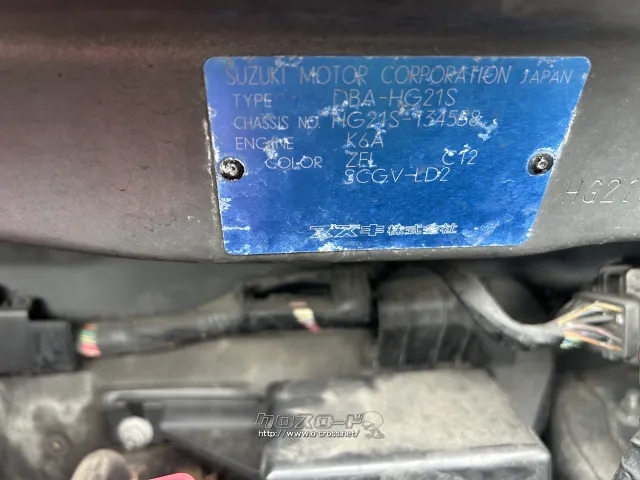 SUZUKI MOTOR CORPORATION JAPAN
TYPE DBA-HG21S
CHASSIS NO. HG21S-134558
ENGINE K6A
COLOR ZEL C12
SCGV-LD2
スズキ株式会社
HG21
クロスロード
http://www.e-cross.net/